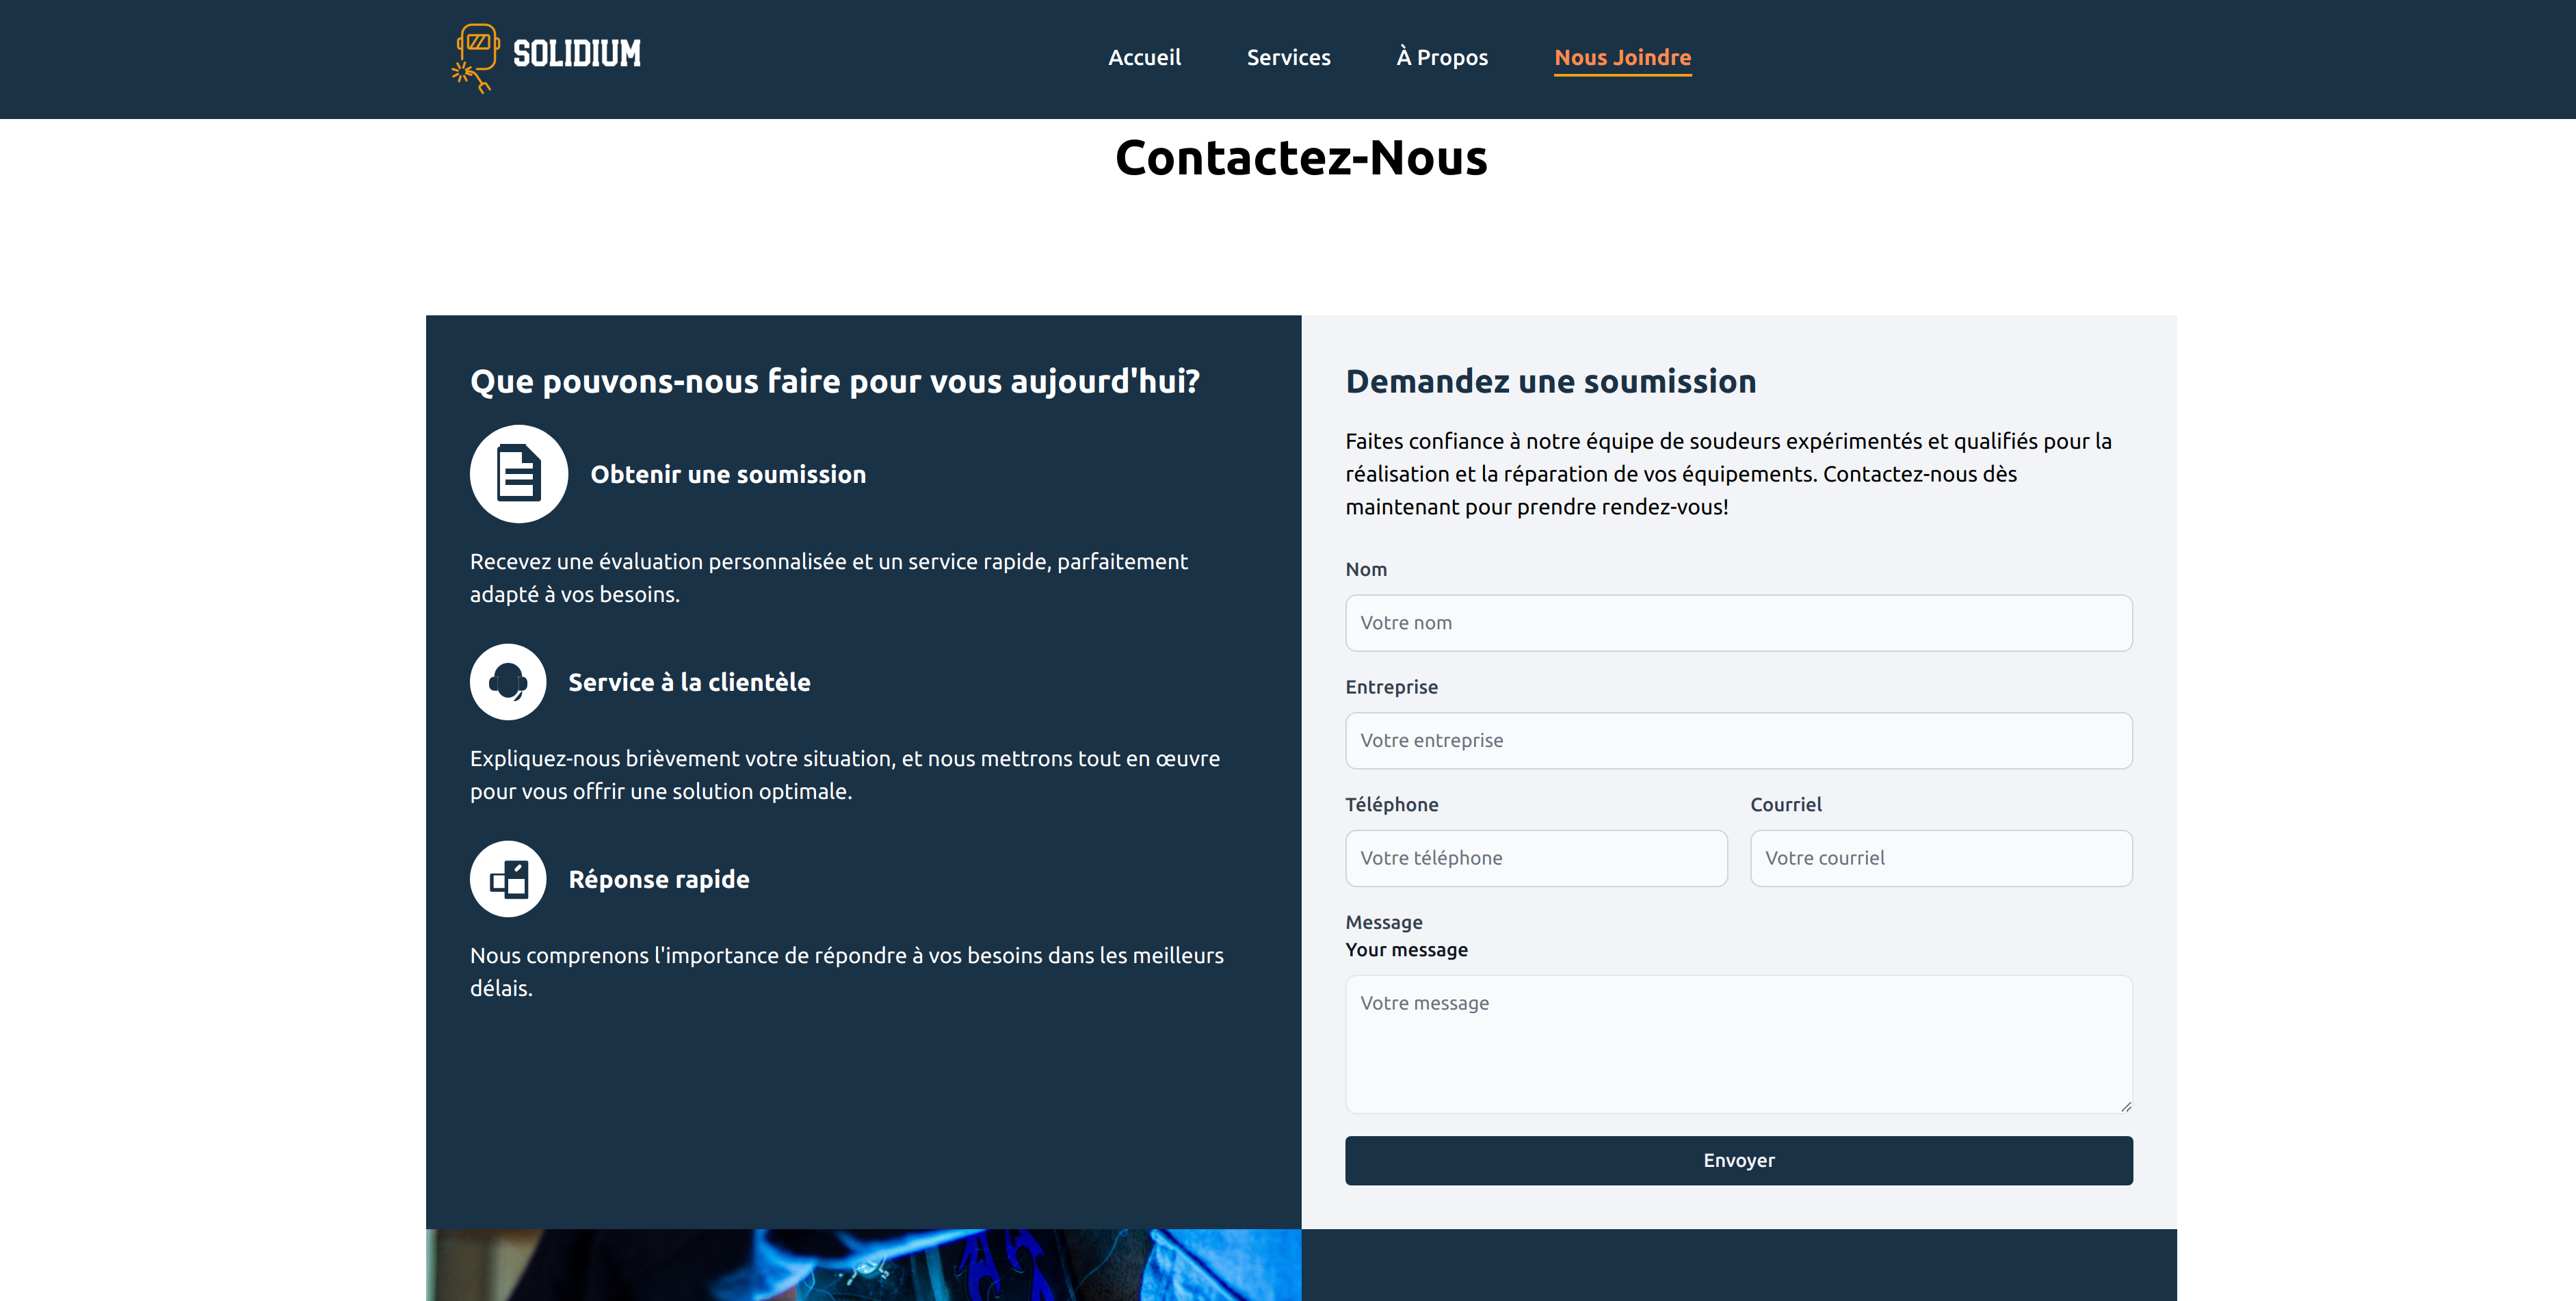 SOLIDIUM
Accueil
Services
À Propos
Nous Joindre
Contactez-Nous
Que pouvons-nous faire pour vous aujourd'hui?
Obtenir une soumission
Recevez une évaluation personnalisée et un service rapide, parfaitement
adapté à vos besoins.
Service à la clientèle
Expliquez-nous brièvement votre situation, et nous mettrons tout en œuvre
pour vous offrir une solution optimale.
Réponse rapide
Nous comprenons l'importance de répondre à vos besoins dans les meilleurs
délais.
Demandez une soumission
Faites confiance à notre équipe de soudeurs expérimentés et qualifiés pour la
réalisation et la réparation de vos équipements. Contactez-nous dès
maintenant pour prendre rendez-vous!
Nom
Votre nom
Entreprise
Votre entreprise
Téléphone
Courriel
Votre téléphone
Votre courriel
Message
Your message
Votre message
Envoyer